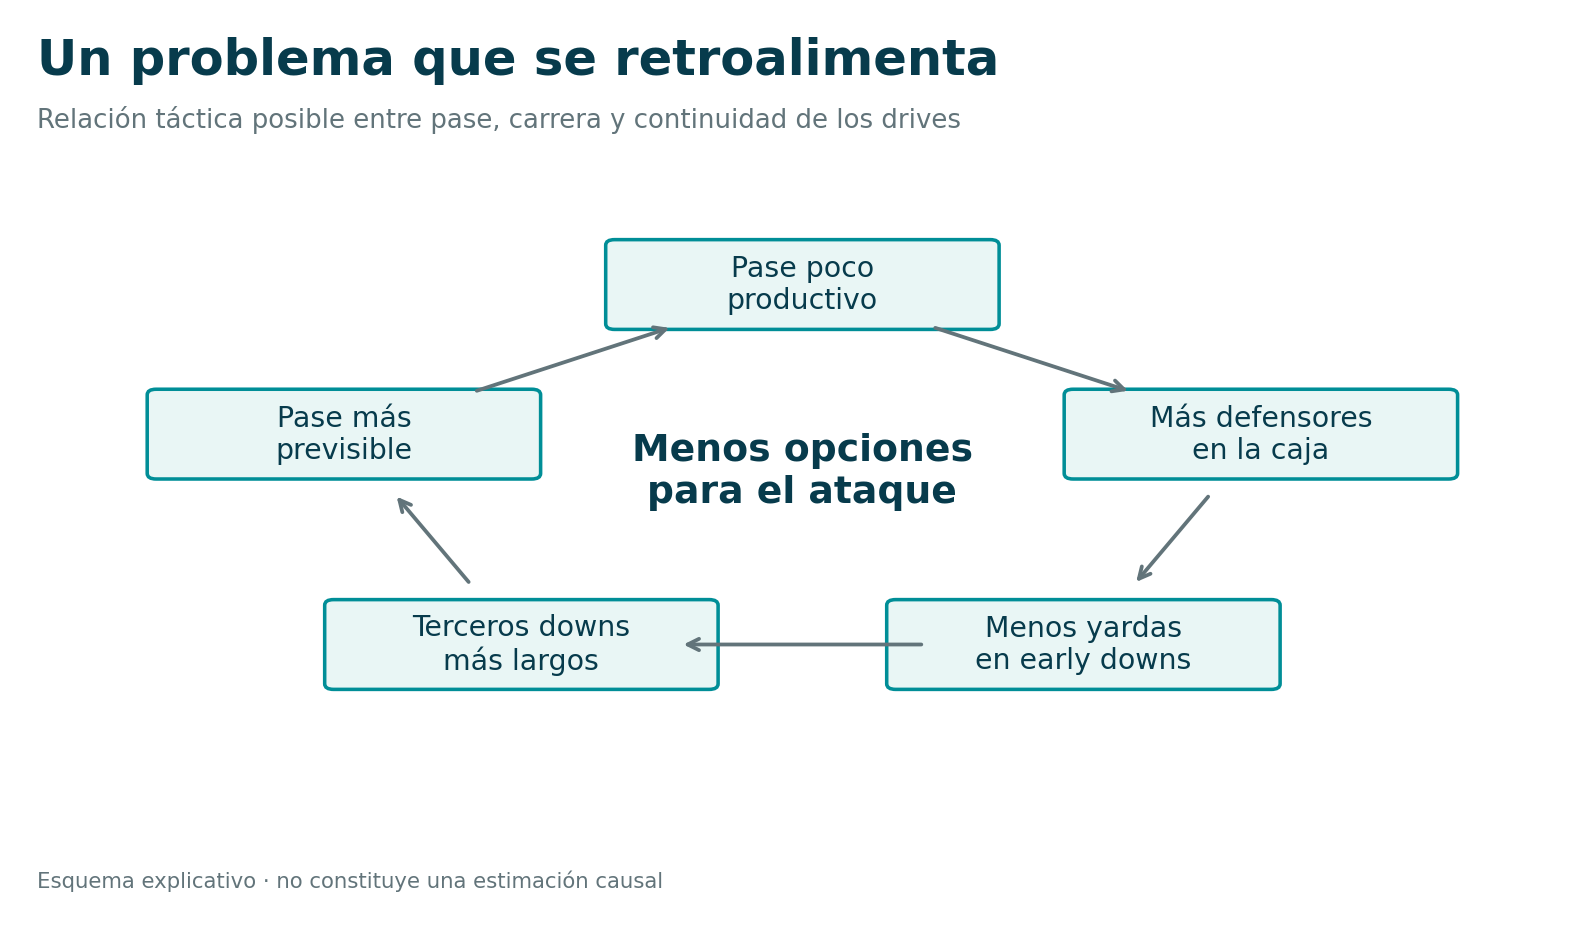 Un problema que se retroalimenta
Relación táctica posible entre pase, carrera y continuidad de los drives
Pase poco
productivo
Pase más
previsible
Más defensores
en la caja
Menos opciones
para el ataque
Terceros downs
más largos
Menos yardas
en early downs
Esquema explicativo · no constituye una estimación causal